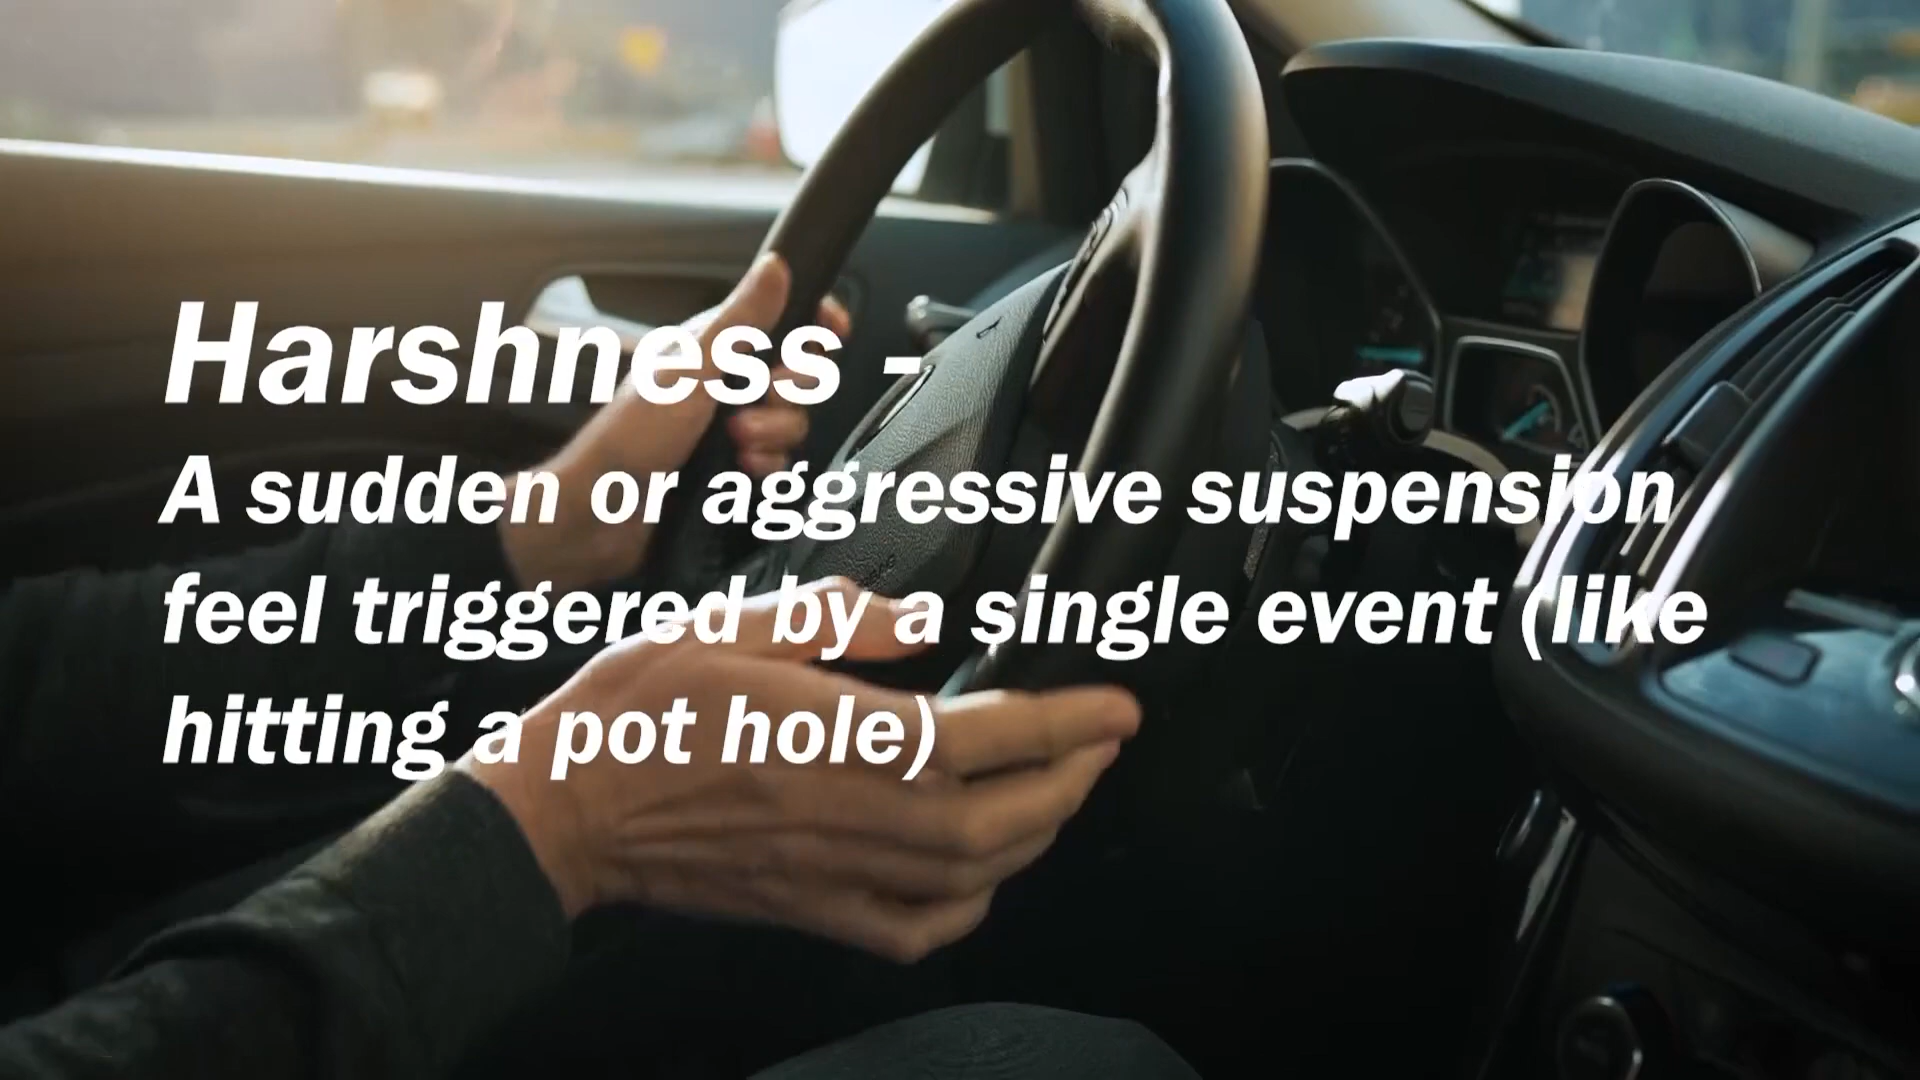 Harshness -
A sudden or aggressive suspension
feel triggered by a single event (like
hitting a pot hole)